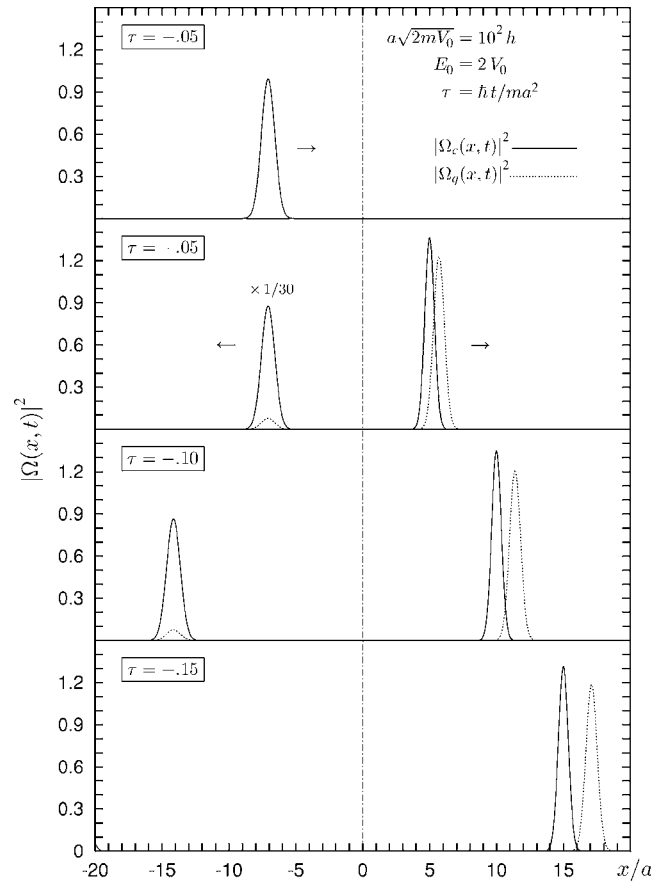 1.5
1.2
0.9
0.6
0.3
τ = −.05
a√2mV₀ = 10² h
E₀ = 2 V₀
τ = ħ t/ma²
|Ω_c(x, t)|²
|Ω_q(x, t)|²
1.2
0.9
0.6
0.3
τ = −.05
× 1/30
1.2
0.9
0.6
0.3
τ = −.10
1.2
0.9
0.6
0.3
0
τ = −.15
|Ω(x, t)|²
-20 -15 -10 -5 0 5 10 15 x/a